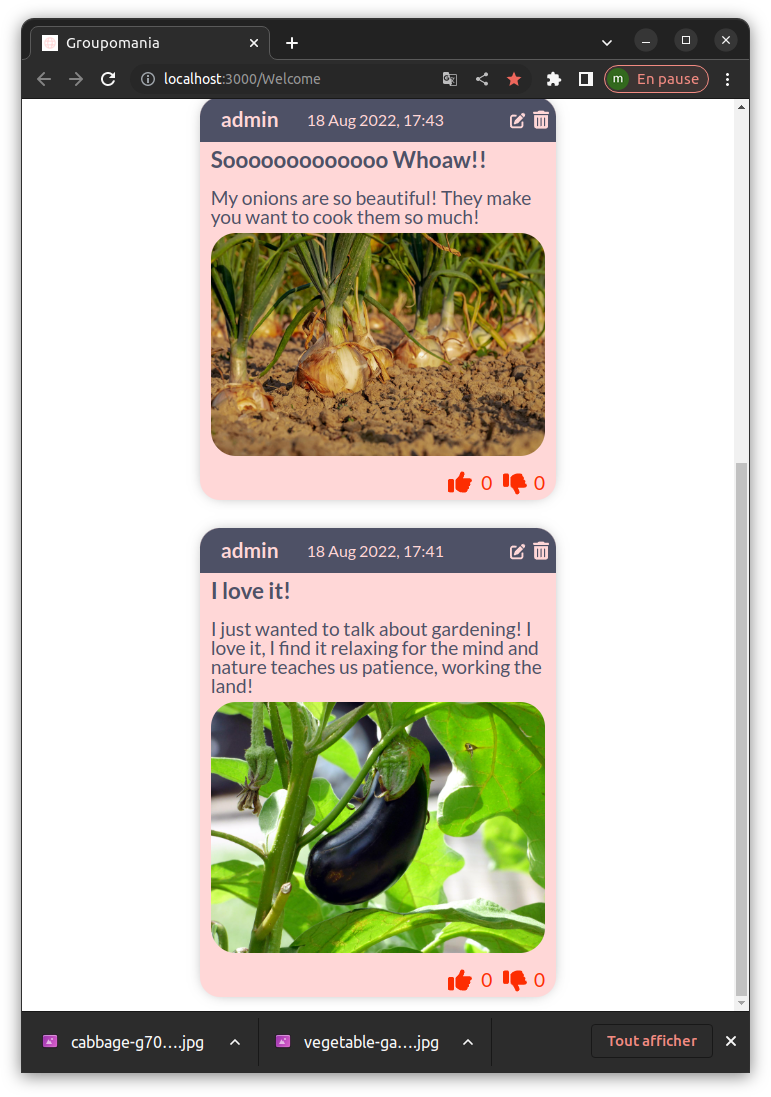 Groupomania
localhost:3000/Welcome
m En pause
admin 18 Aug 2022, 17:43
Sooooooooooooo Whoaw!!
My onions are so beautiful! They make
you want to cook them so much!
0 0
admin 18 Aug 2022, 17:41
I love it!
I just wanted to talk about gardening! I
love it, I find it relaxing for the mind and
nature teaches us patience, working the
land!
0 0
cabbage-g70....jpg vegetable-ga....jpg Tout afficher